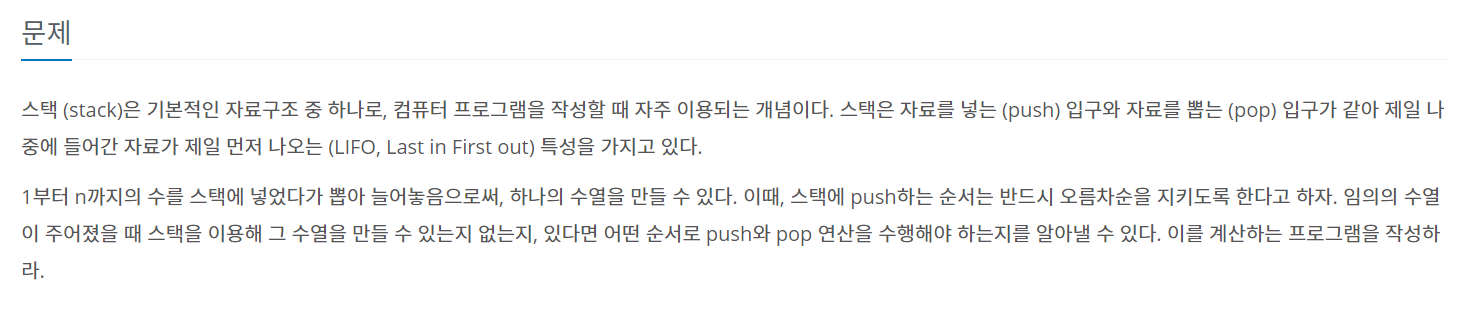 문제
스택 (stack)은 기본적인 자료구조 중 하나로, 컴퓨터 프로그램을 작성할 때 자주 이용되는 개념이다. 스택은 자료를 넣는 (push) 입구와 자료를 뽑는 (pop) 입구가 같아 제일 나
중에 들어간 자료가 제일 먼저 나오는 (LIFO, Last in First out) 특성을 가지고 있다.
1부터 n까지의 수를 스택에 넣었다가 뽑아 늘어놓음으로써, 하나의 수열을 만들 수 있다. 이때, 스택에 push하는 순서는 반드시 오름차순을 지키도록 한다고 하자. 임의의 수열
이 주어졌을 때 스택을 이용해 그 수열을 만들 수 있는지 없는지, 있다면 어떤 순서로 push와 pop 연산을 수행해야 하는지를 알아낼 수 있다. 이를 계산하는 프로그램을 작성하
라.